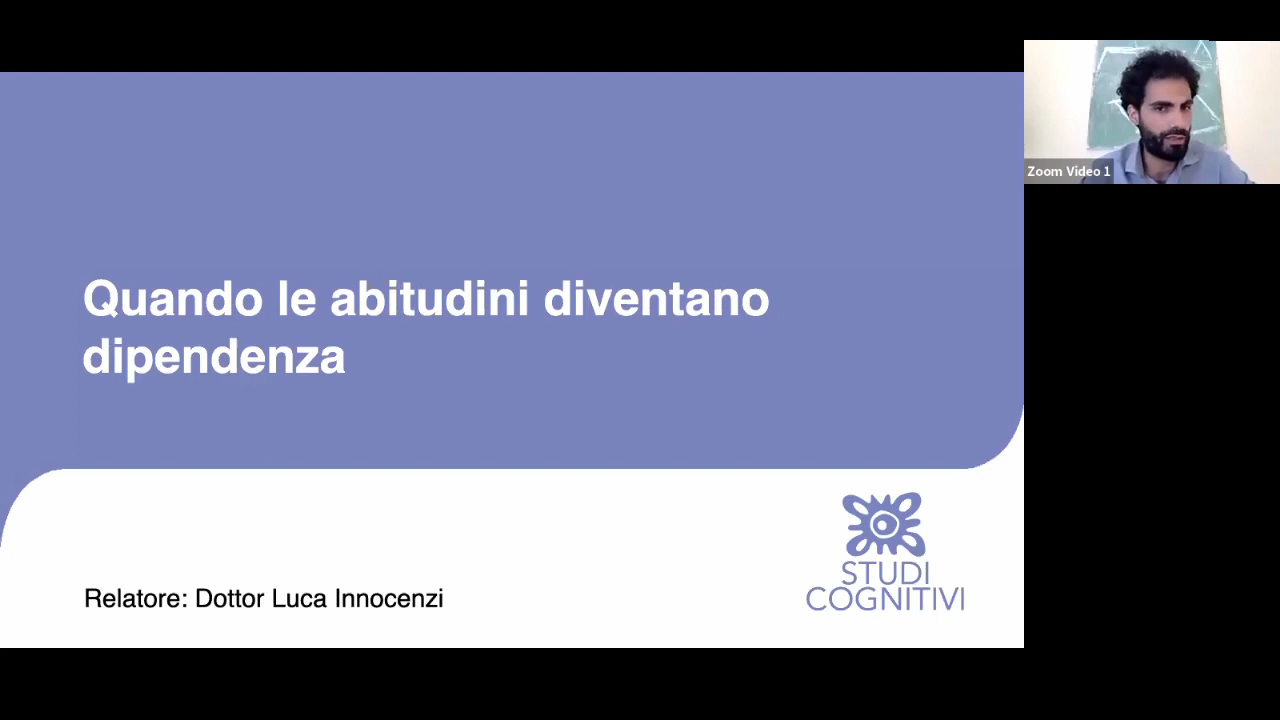 Quando le abitudini diventano
dipendenza
Relatore: Dottor Luca Innocenzi
STUDI
COGNITIVI
Zoom Video 1